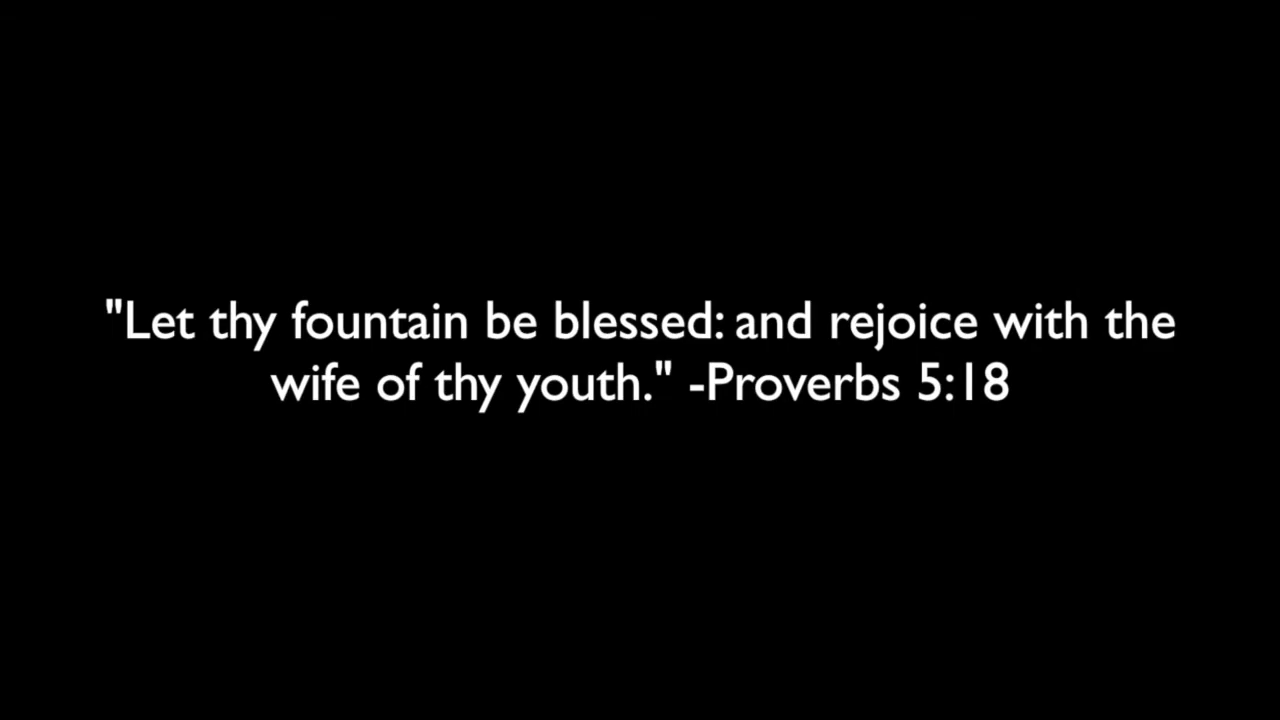 "Let thy fountain be blessed: and rejoice with the
wife of thy youth." -Proverbs 5:18